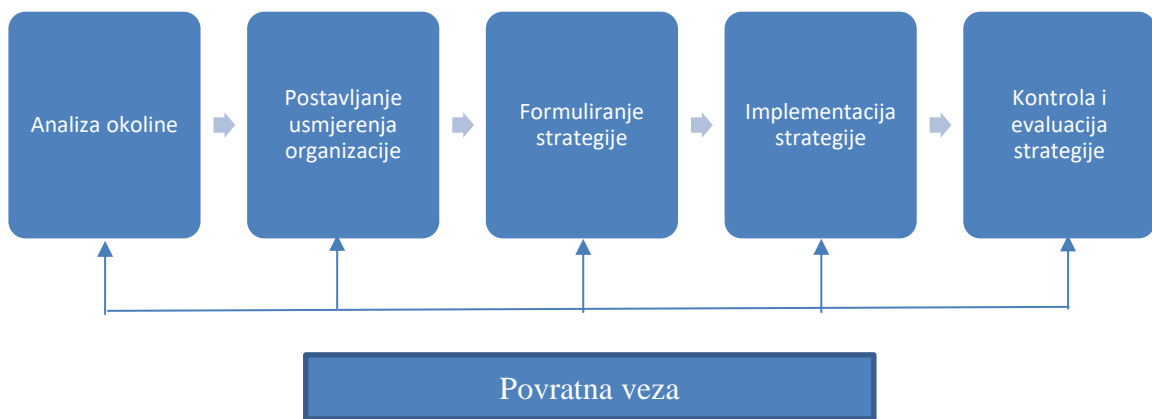 Analiza okoline
Postavljanje
usmjerenja
organizacije
Formuliranje
strategije
Implementacija
strategije
Kontrola i
evaluacija
strategije
Povratna veza